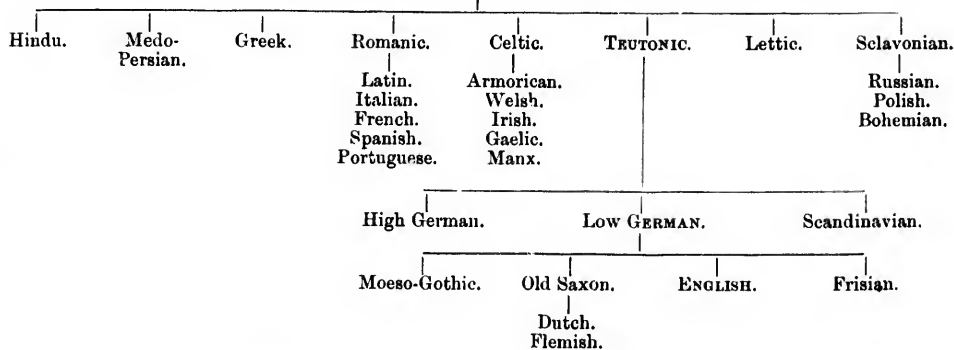 Hindu. Medo- Greek. Romanic. Celtic. TEUTONIC. Lettic. Sclavonian.
Persian.
Latin. Armorican. Russian.
Italian. Welsh. Polish.
French. Irish. Bohemian.
Spanish. Gaelic.
Portuguese. Manx.
High German. Low GERMAN. Scandinavian.
Moeso-Gothic. Old Saxon. ENGLISH. Frisian.
Dutch.
Flemish.